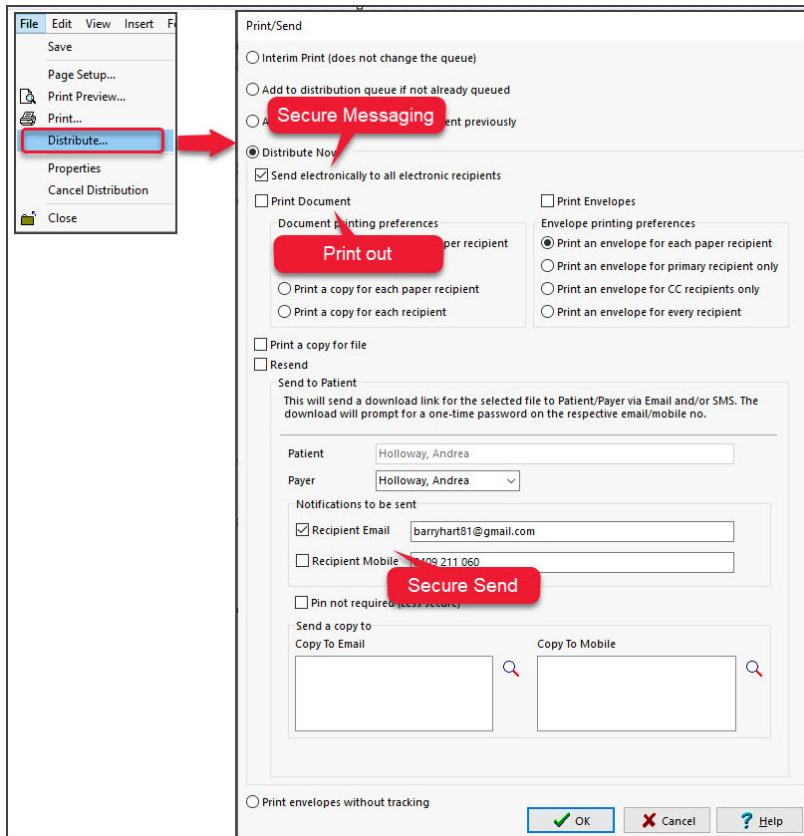 File Edit View Insert
Save
Page Setup...
Print Preview...
Print...
Distribute...
Properties
Cancel Distribution
Close
Print/Send
Interim Print (does not change the queue)
Add to distribution queue if not already queued
Secure Messaging
A ent previously
Distribute Now
Send electronically to all electronic recipients
Print Document
Print Envelopes
Document printing preferences
Envelope printing preferences
per recipient
Print an envelope for each paper recipient
Print out
Print an envelope for primary recipient only
Print a copy for each paper recipient
Print an envelope for CC recipients only
Print a copy for each recipient
Print an envelope for every recipient
Print a copy for file
Resend
Send to Patient
This will send a download link for the selected file to Patient/Payer via Email and/or SMS. The
download will prompt for a one-time password on the respective email/mobile no.
Patient Holloway, Andrea
Payer Holloway, Andrea
Notifications to be sent
Recipient Email barryhart81@gmail.com
Recipient Mobile 409 211 060
Secure Send
Pin not required (Less secure)
Send a copy to
Copy To Email Copy To Mobile
Print envelopes without tracking
OK Cancel Help